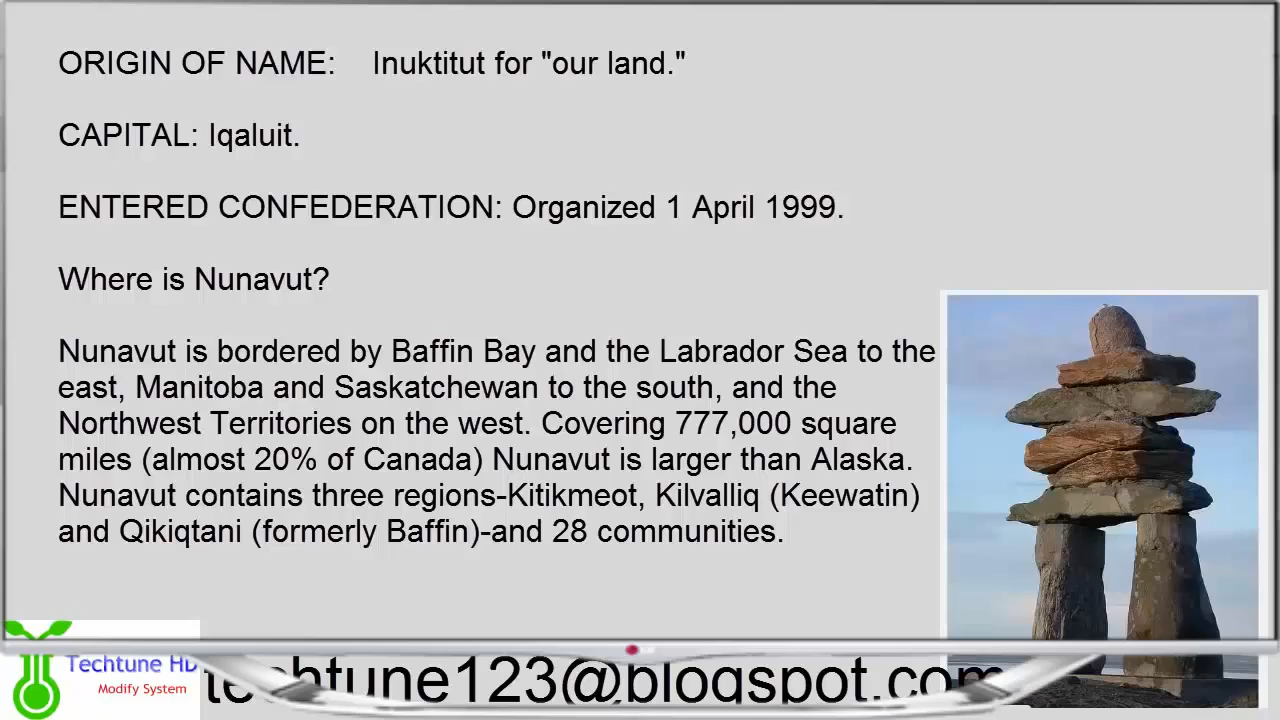 ORIGIN OF NAME: Inuktitut for "our land."
CAPITAL: Iqaluit.
ENTERED CONFEDERATION: Organized 1 April 1999.
Where is Nunavut?
Nunavut is bordered by Baffin Bay and the Labrador Sea to the
east, Manitoba and Saskatchewan to the south, and the
Northwest Territories on the west. Covering 777,000 square
miles (almost 20% of Canada) Nunavut is larger than Alaska.
Nunavut contains three regions-Kitikmeot, Kilvalliq (Keewatin)
and Qikiqtani (formerly Baffin)-and 28 communities.
Techtune HD
Modify System
techtune123@blogspot.com